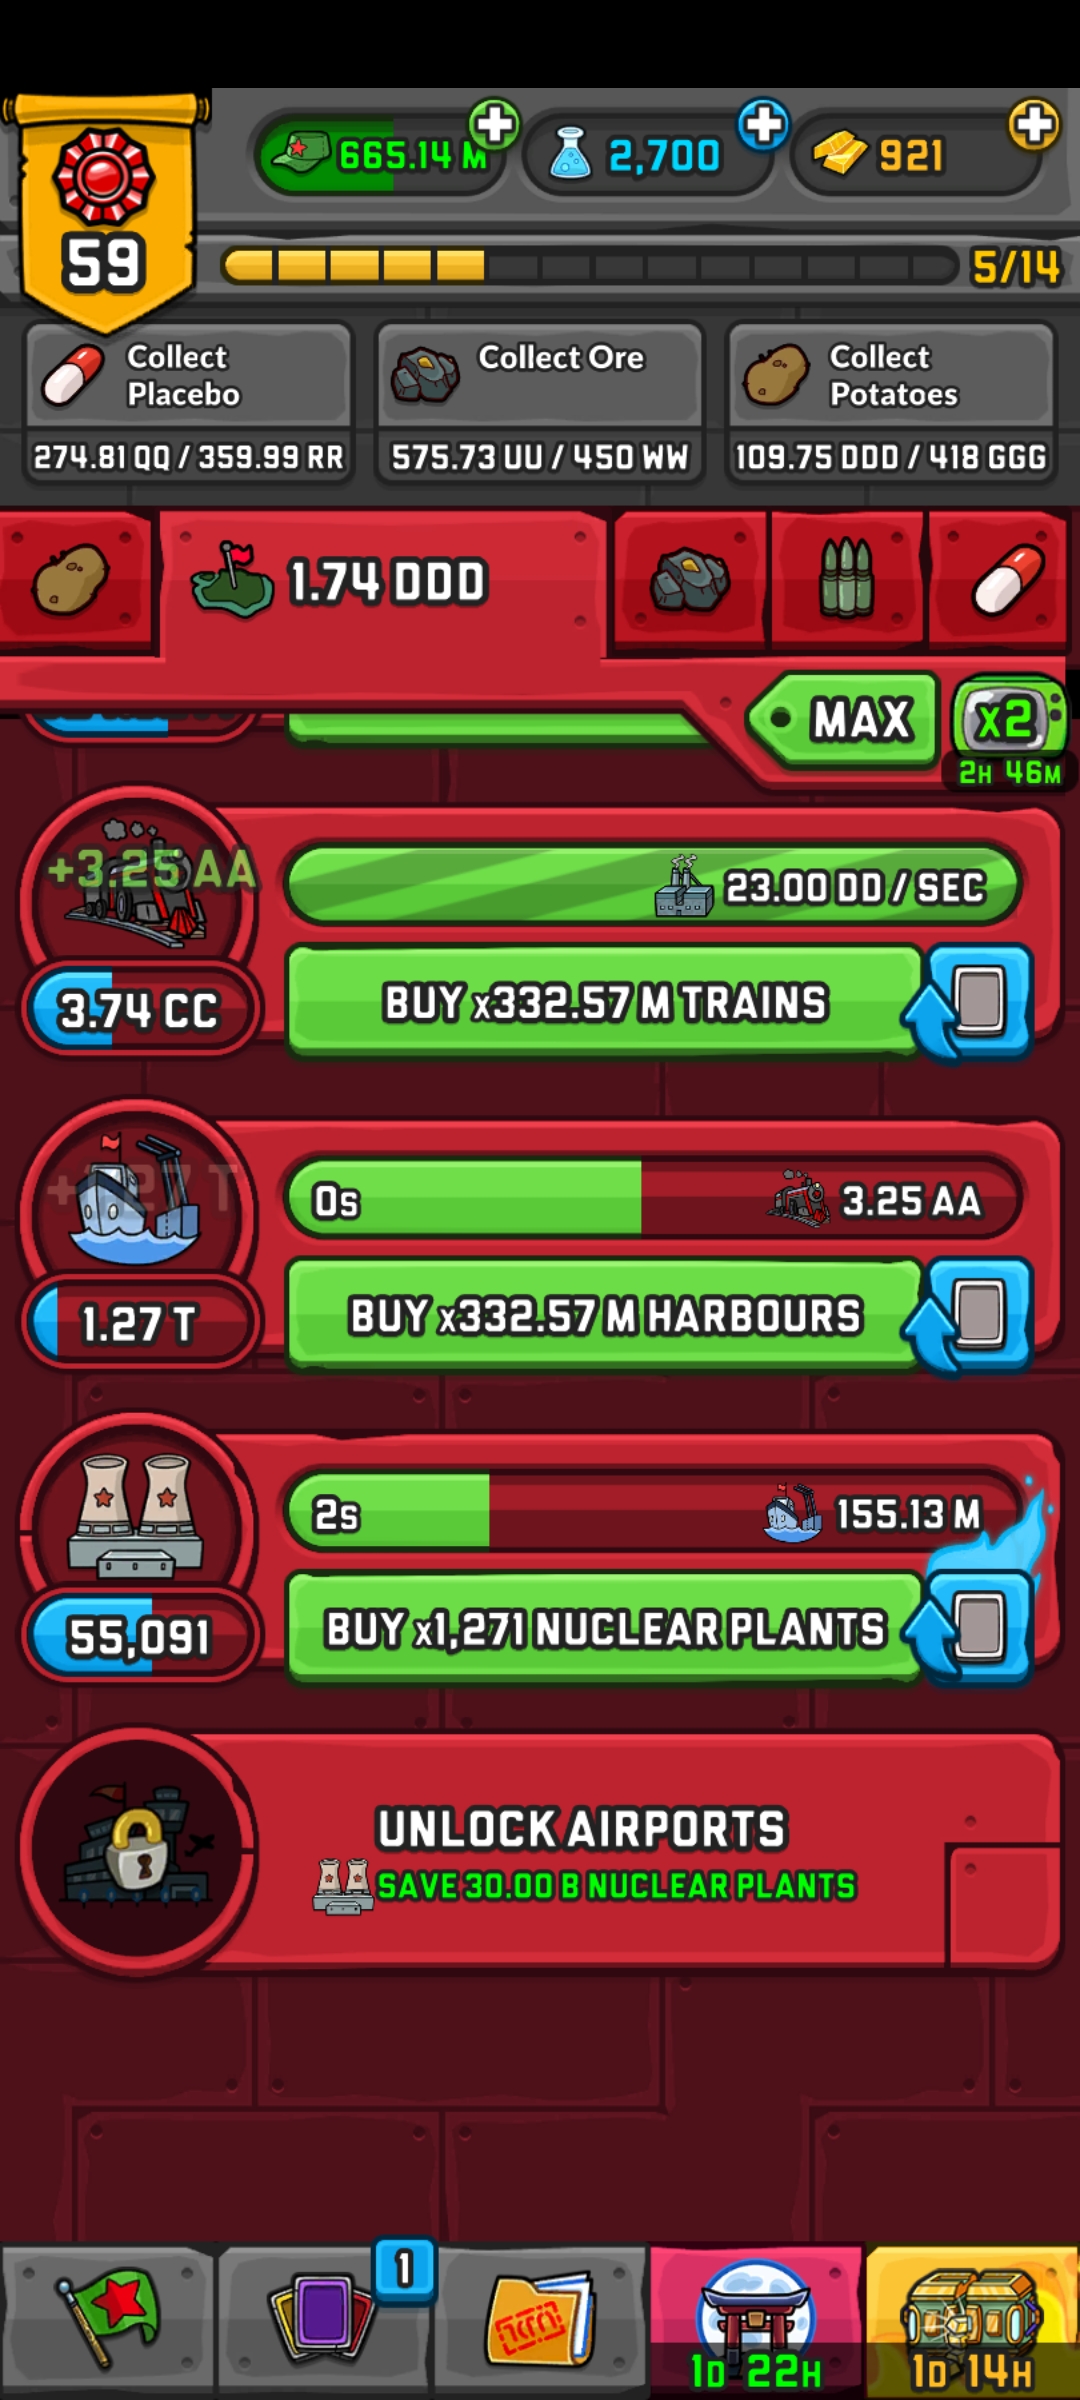 665.14 M
2,700
921
59
5/14
Collect
Placebo
274.81 QQ / 359.99 RR
Collect Ore
575.73 UU / 450 WW
Collect
Potatoes
109.75 DDD / 418 GGG
1.74 DDD
MAX
x2
2H 46M
+3.25 AA
23.00 DD / SEC
3.74 CC
BUY x332.57 M TRAINS
+1.27 T
0s
3.25 AA
1.27 T
BUY x332.57 M HARBOURS
2s
155.13 M
55,091
BUY x1,271 NUCLEAR PLANTS
UNLOCK AIRPORTS
SAVE 30.00 B NUCLEAR PLANTS
1
1D 22H
1D 14H